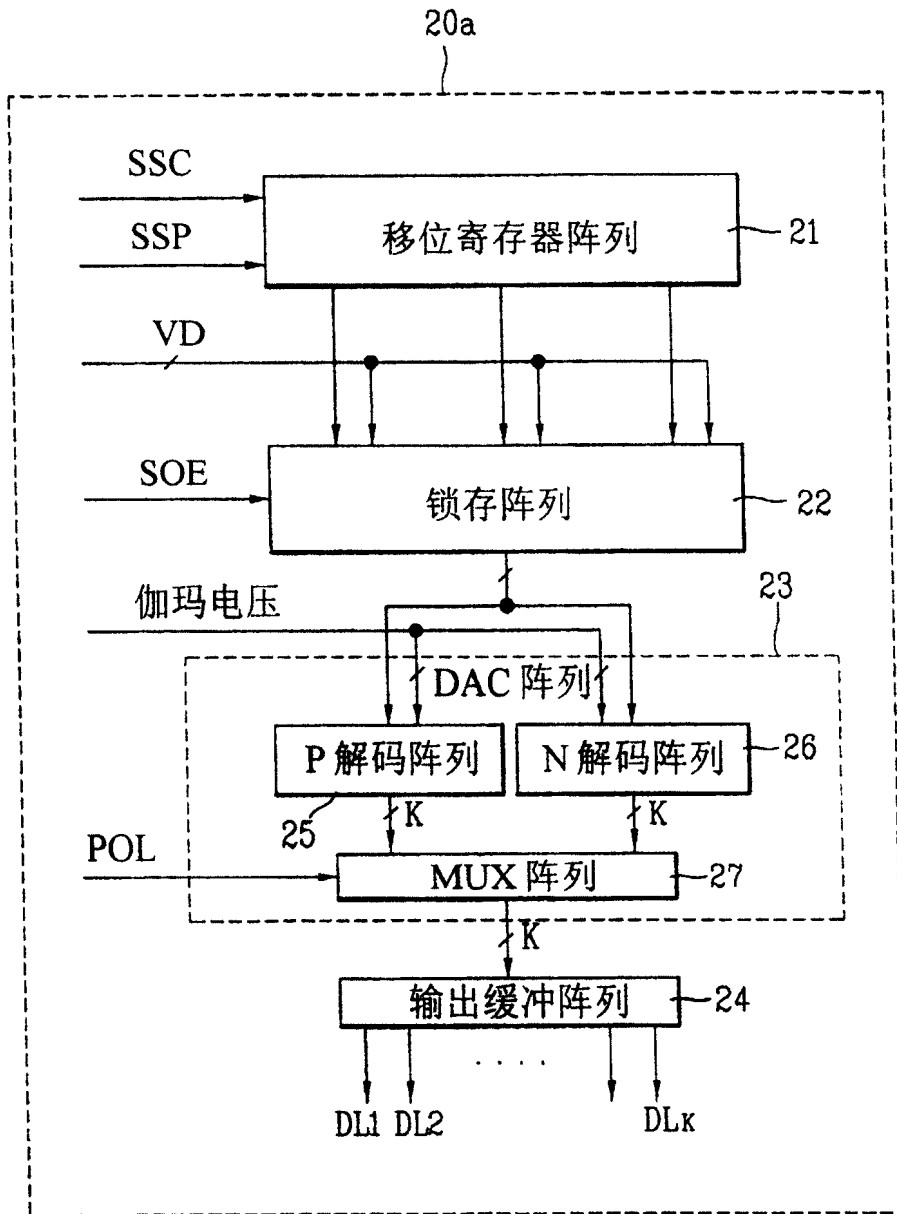 20a
SSC
移位寄存器阵列
21
SSP
VD
SOE
锁存阵列
22
伽玛电压
23
DAC 阵列
P 解码阵列
N 解码阵列
26
25
K
K
POL
MUX 阵列
27
K
输出缓冲阵列
24
. . . .
DL1 DL2 DLK